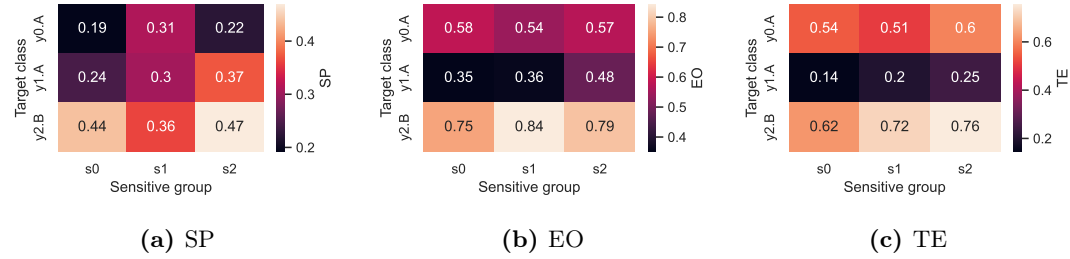 Target class
y0.A
y1.A
y2.B
0.19 0.31 0.22
0.24 0.3 0.37
0.44 0.36 0.47
s0 s1 s2
Sensitive group
0.4
0.3
0.2
SP
(a) SP
Target class
y0.A
y1.A
y2.B
0.58 0.54 0.57
0.35 0.36 0.48
0.75 0.84 0.79
s0 s1 s2
Sensitive group
0.8
0.7
0.6
0.5
0.4
EO
(b) EO
Target class
y0.A
y1.A
y2.B
0.54 0.51 0.6
0.14 0.2 0.25
0.62 0.72 0.76
s0 s1 s2
Sensitive group
0.6
0.4
0.2
TE
(c) TE